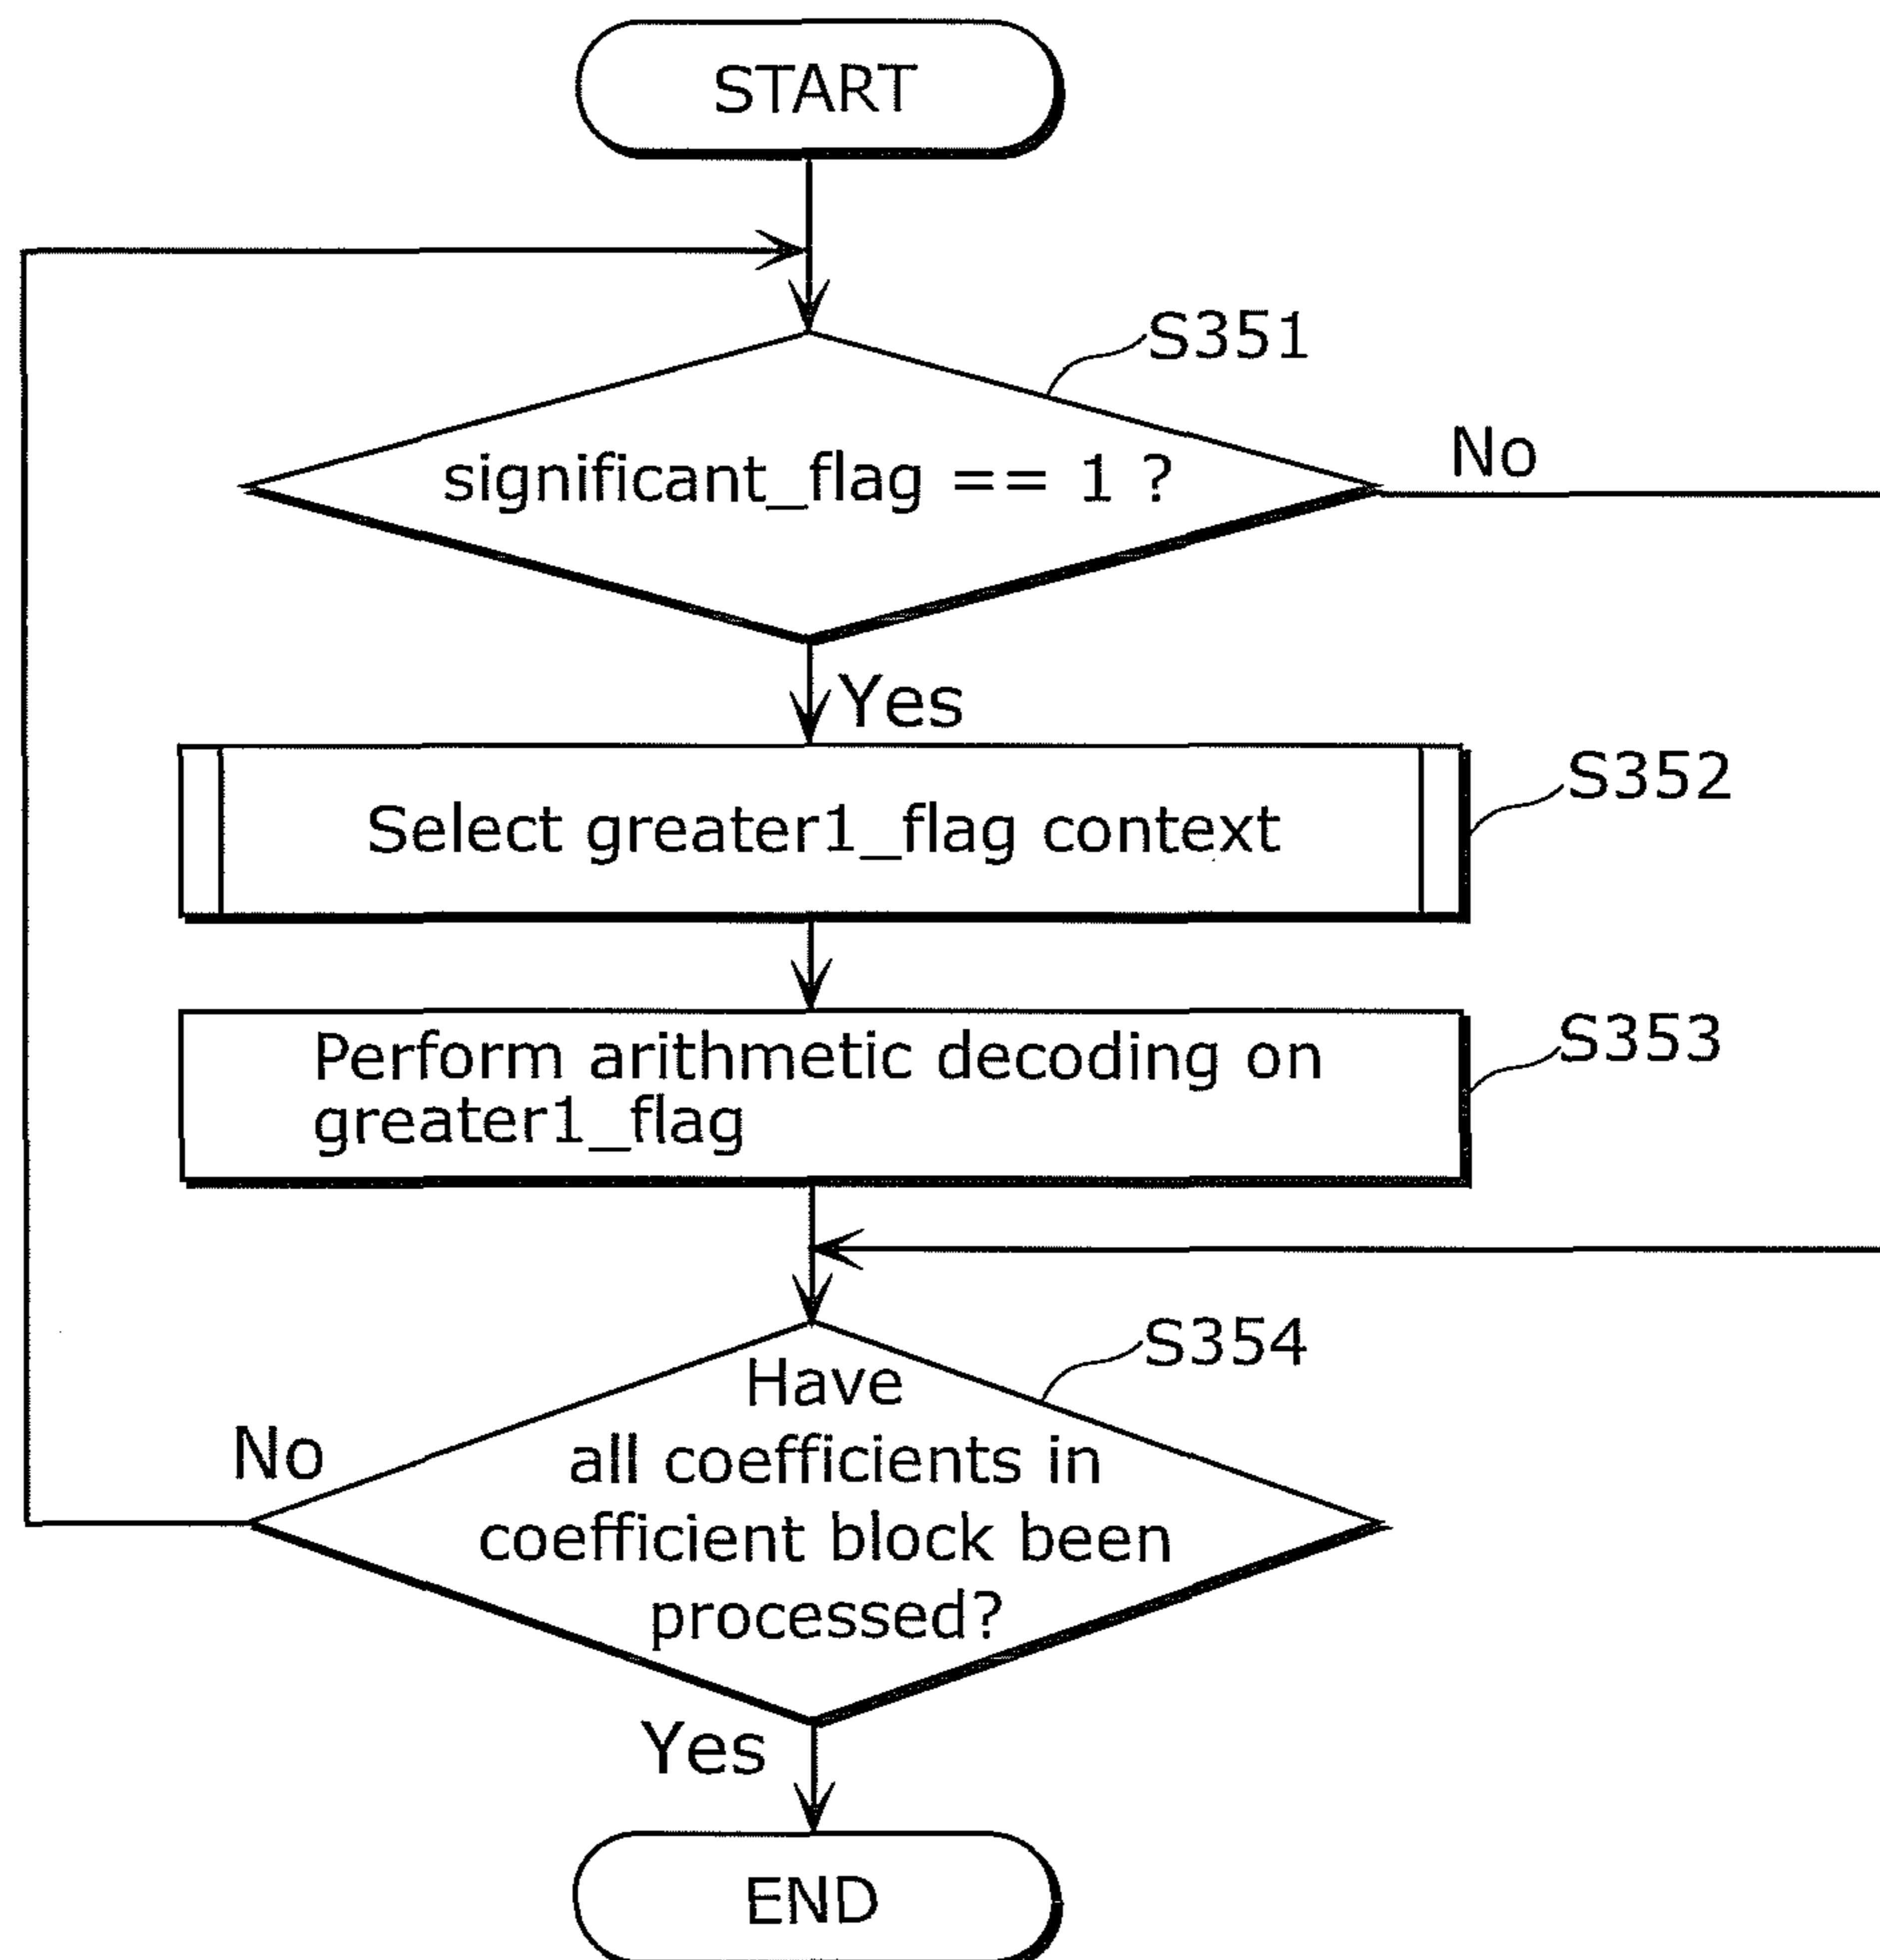 START
S351
significant_flag == 1 ?
No
Yes
S352
Select greater1_flag context
S353
Perform arithmetic decoding on
greater1_flag
S354
Have
all coefficients in
coefficient block been
processed?
No
Yes
END